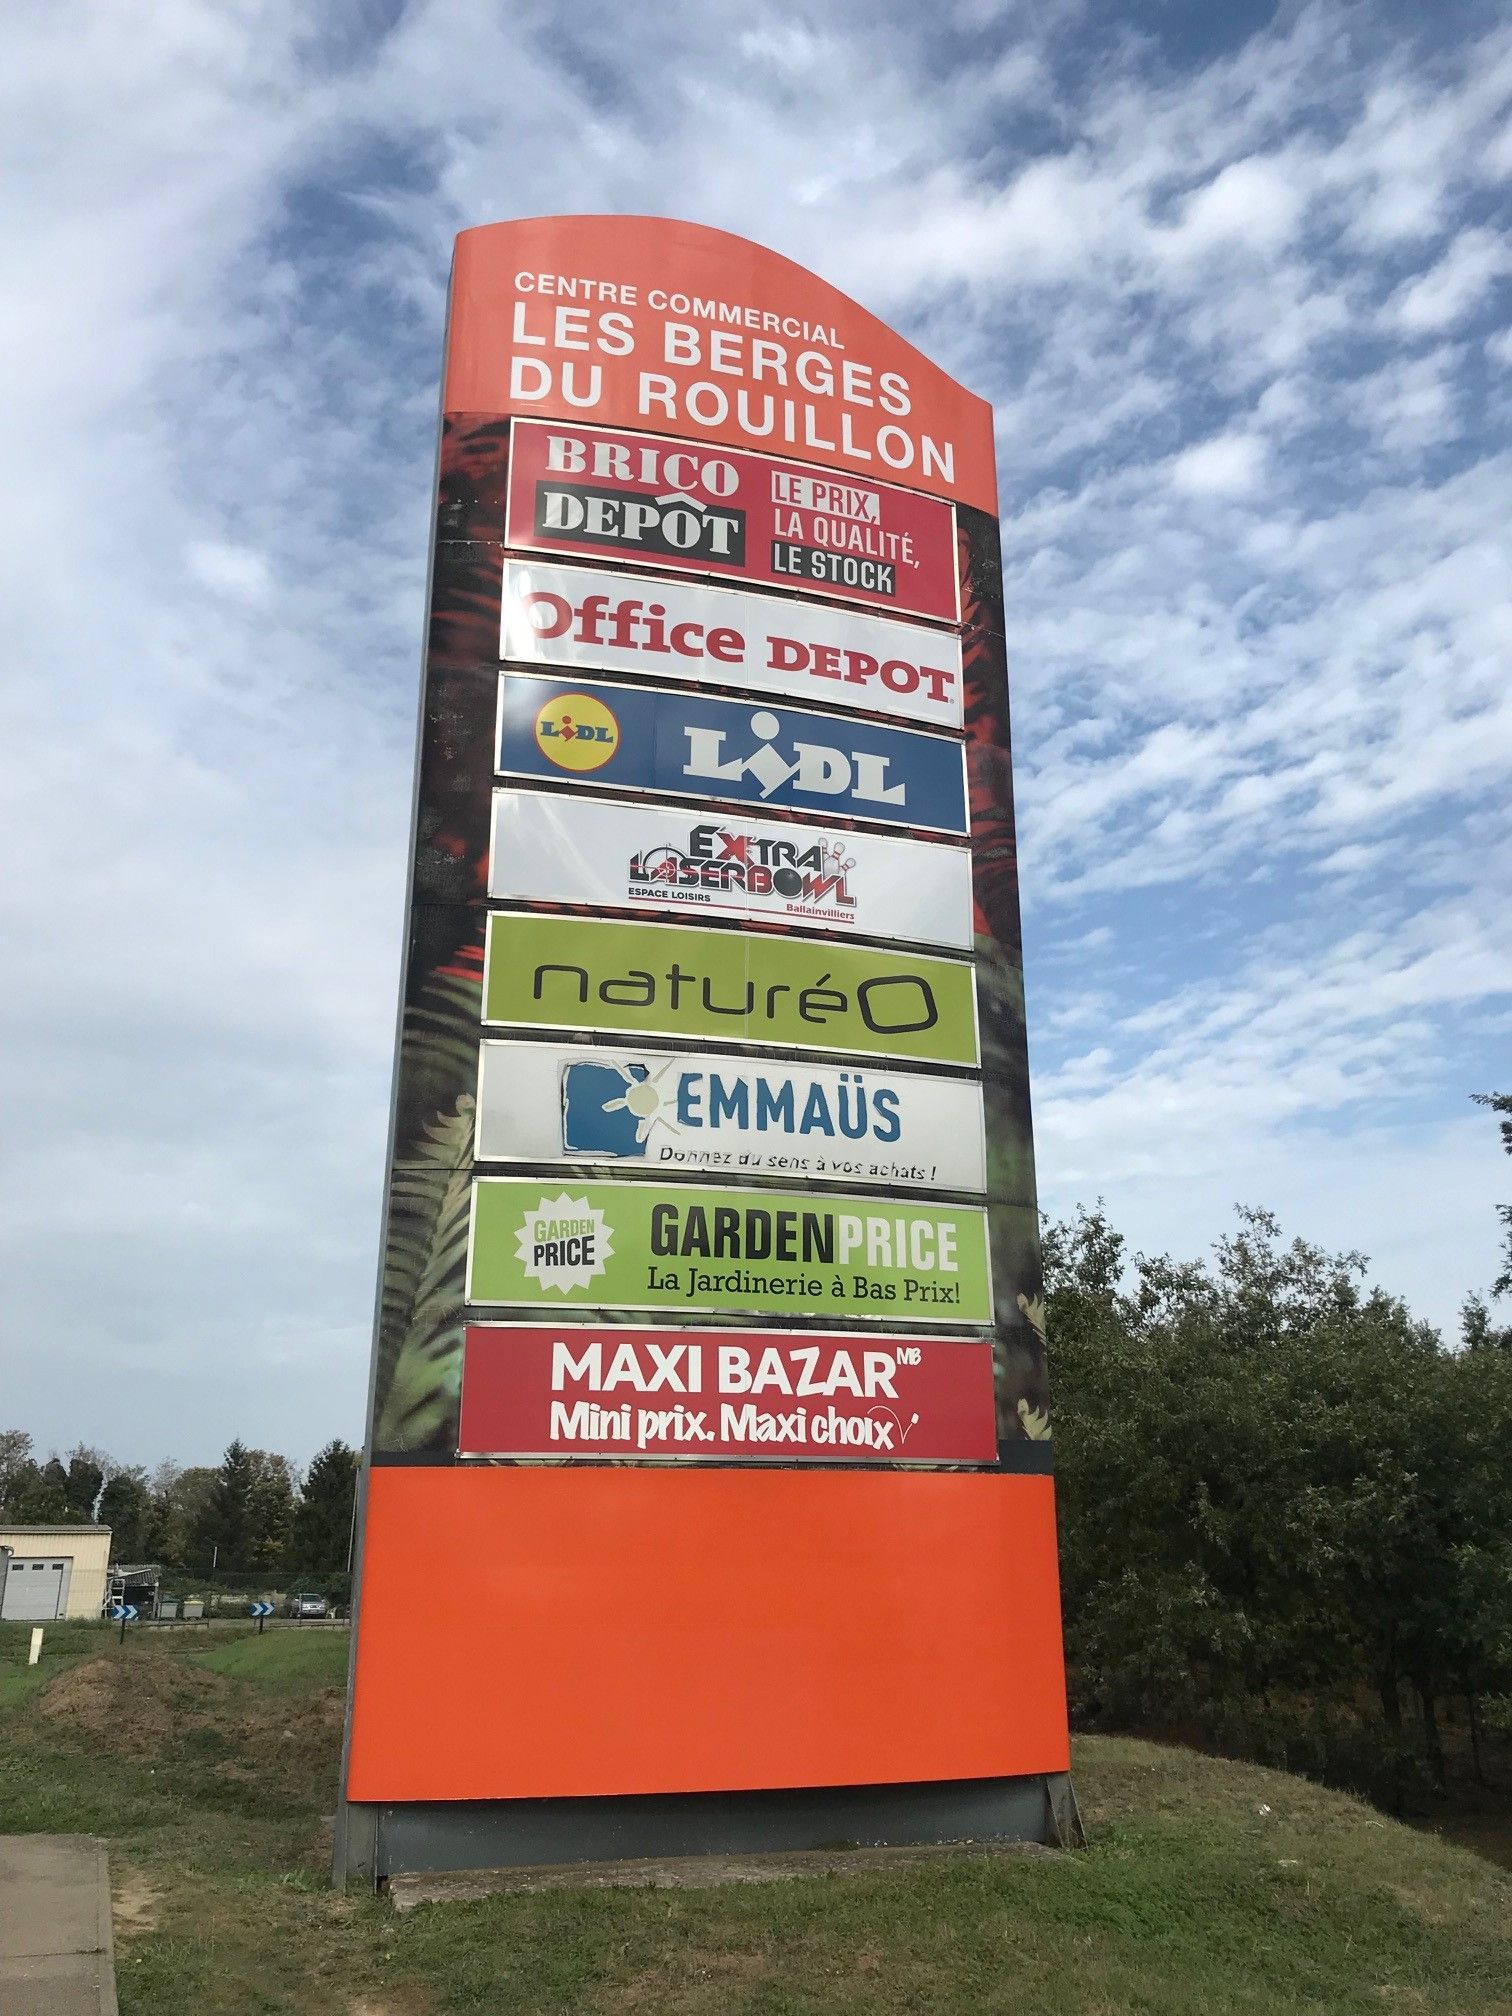 CENTRE COMMERCIAL
LES BERGES
DU ROUILLON
BRICO
DEPÔT
LE PRIX,
LA QUALITÉ,
LE STOCK
Office DEPOT
LIDL
LIDL
EXTRA
LASERBOWL
ESPACE LOISIRS
Ballainvilliers
naturéO
EMMAÜS
Donnez du sens à vos achats !
GARDEN
PRICE
GARDENPRICE
La Jardinerie à Bas Prix!
MAXI BAZAR MB
Mini prix. Maxi choix